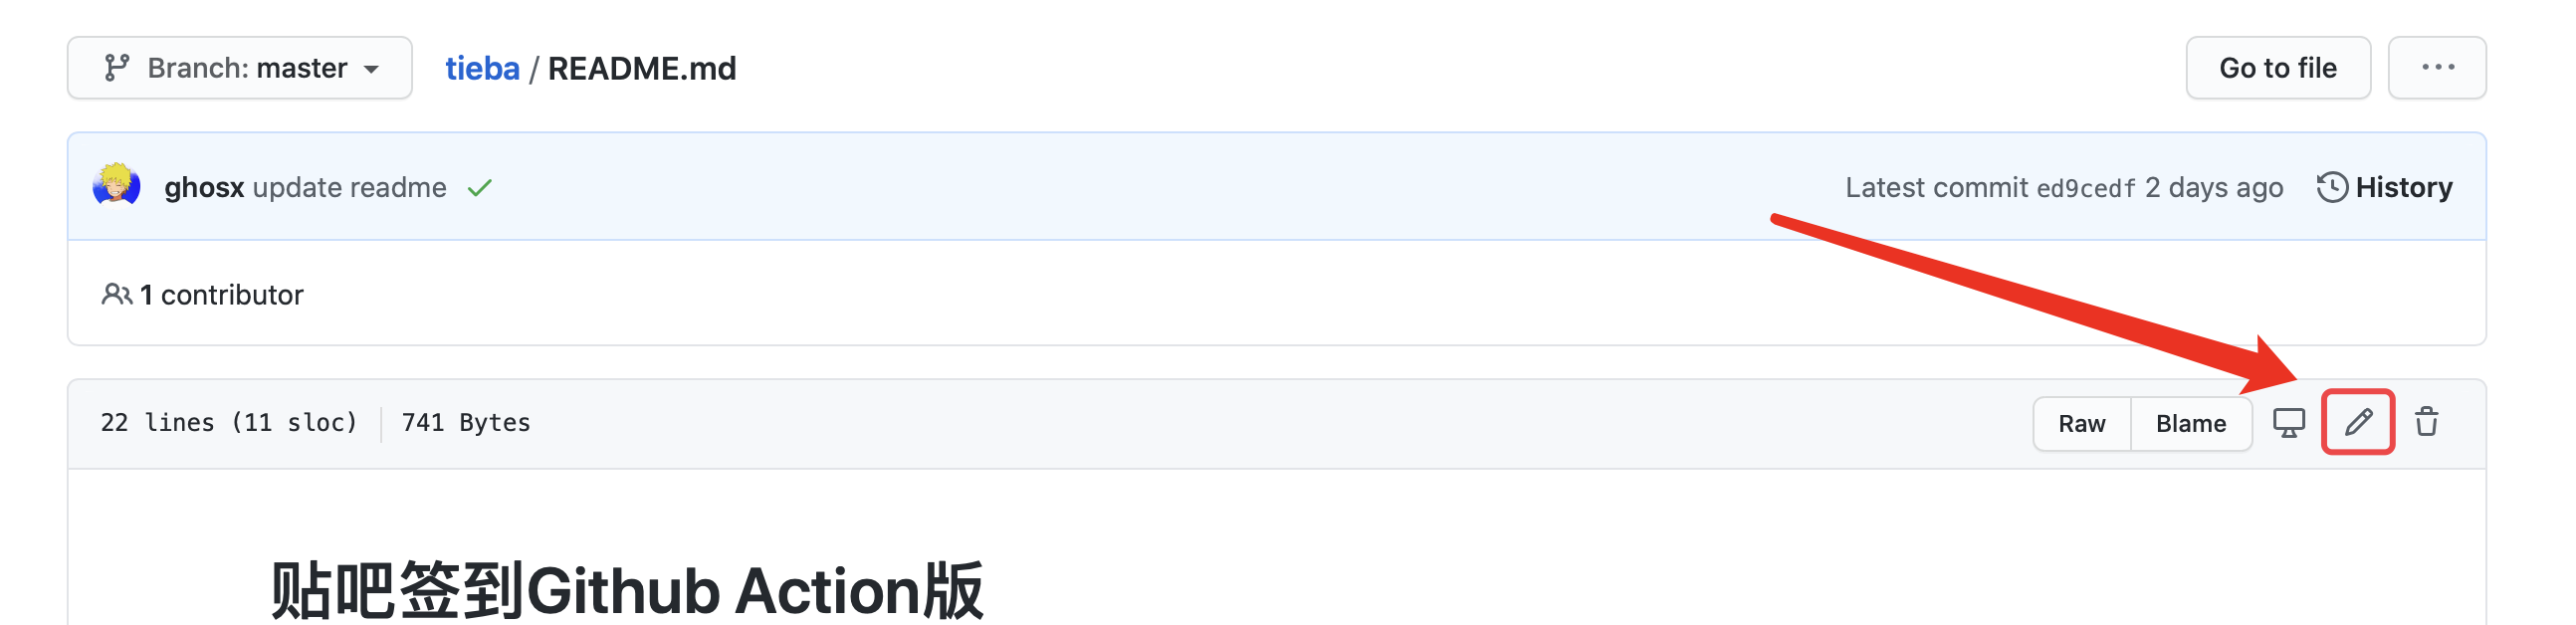 Branch: master tieba / README.md Go to file ...
ghosx update readme Latest commit ed9cedf 2 days ago History
1 contributor
22 lines (11 sloc) 741 Bytes Raw Blame
贴吧签到Github Action版